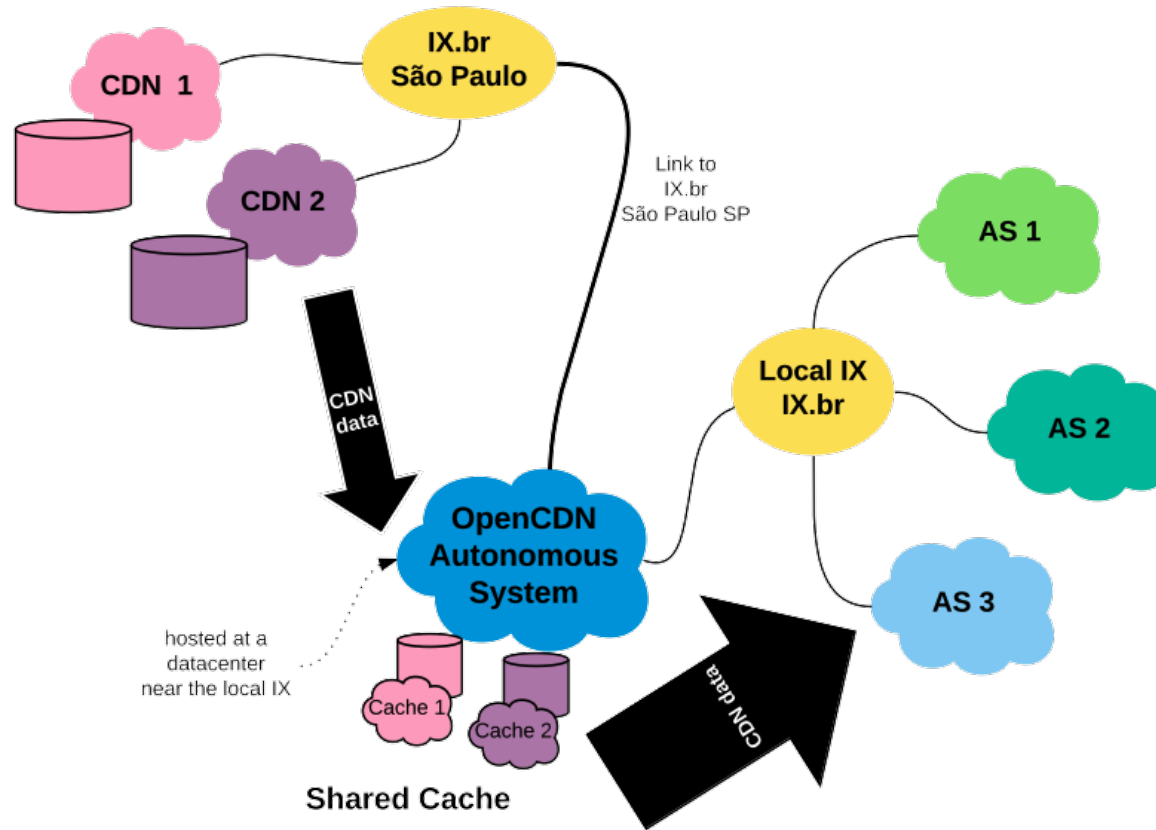 IX.br
São Paulo
CDN  1
CDN 2
Link to
IX.br
São Paulo SP
AS 1
Local IX
IX.br
AS 2
CDN
data
OpenCDN
Autonomous
System
AS 3
hosted at a
datacenter
near the local IX
Cache 1
Cache 2
CDN data
Shared Cache